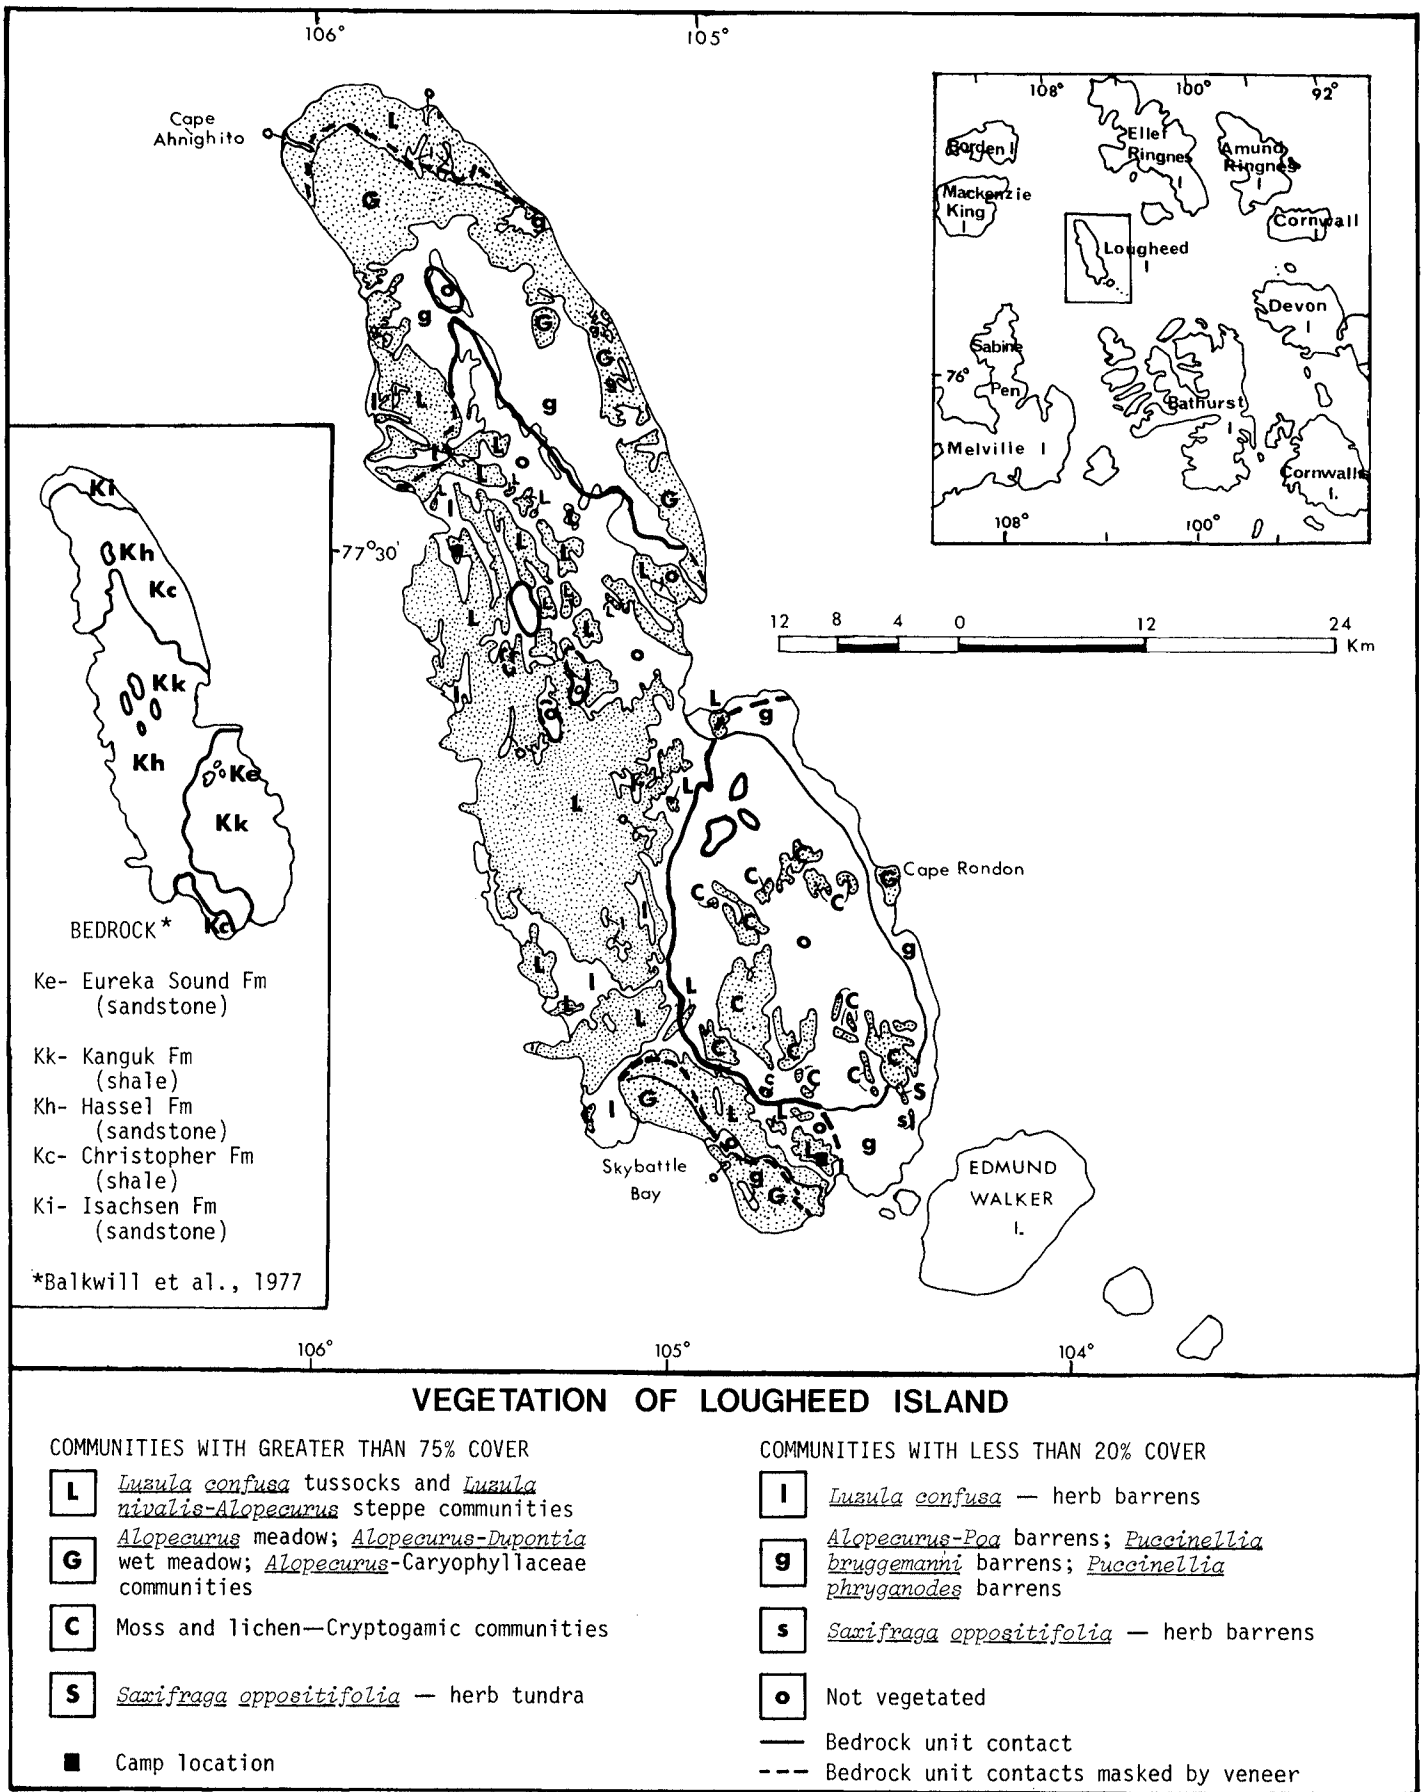 106°
105°
Cape
Ahnighito
108°
100°
92°
Borden I
Ellef
Ringnes
I
Amund
Ringnes
I
Mackenzie
King
I
Cornwall
I
Lougheed
I
Devon
I
Sabine
Pen
76°
Bathurst
I
Melville I
Cornwallis
I.
108°
100°
77°30'
12 8 4 0 12 24 Km
Cape Rondon
Skybattle
Bay
EDMUND
WALKER
I.
Ki
Kh
Kc
Kk
Kh
Ke
Kk
Kc
BEDROCK*
Ke- Eureka Sound Fm
(sandstone)
Kk- Kanguk Fm
(shale)
Kh- Hassel Fm
(sandstone)
Kc- Christopher Fm
(shale)
Ki- Isachsen Fm
(sandstone)
*Balkwill et al., 1977
106°
105°
104°
VEGETATION OF LOUGHEED ISLAND
COMMUNITIES WITH GREATER THAN 75% COVER
L Luzula confusa tussocks and Luzula
nivalis-Alopecurus steppe communities
G Alopecurus meadow; Alopecurus-Dupontia
wet meadow; Alopecurus-Caryophyllaceae
communities
C Moss and lichen—Cryptogamic communities
S Saxifraga oppositifolia — herb tundra
Camp location
COMMUNITIES WITH LESS THAN 20% COVER
l Luzula confusa — herb barrens
g Alopecurus-Poa barrens; Puccinellia
bruggemanni barrens; Puccinellia
phryganodes barrens
s Saxifraga oppositifolia — herb barrens
o Not vegetated
Bedrock unit contact
Bedrock unit contacts masked by veneer